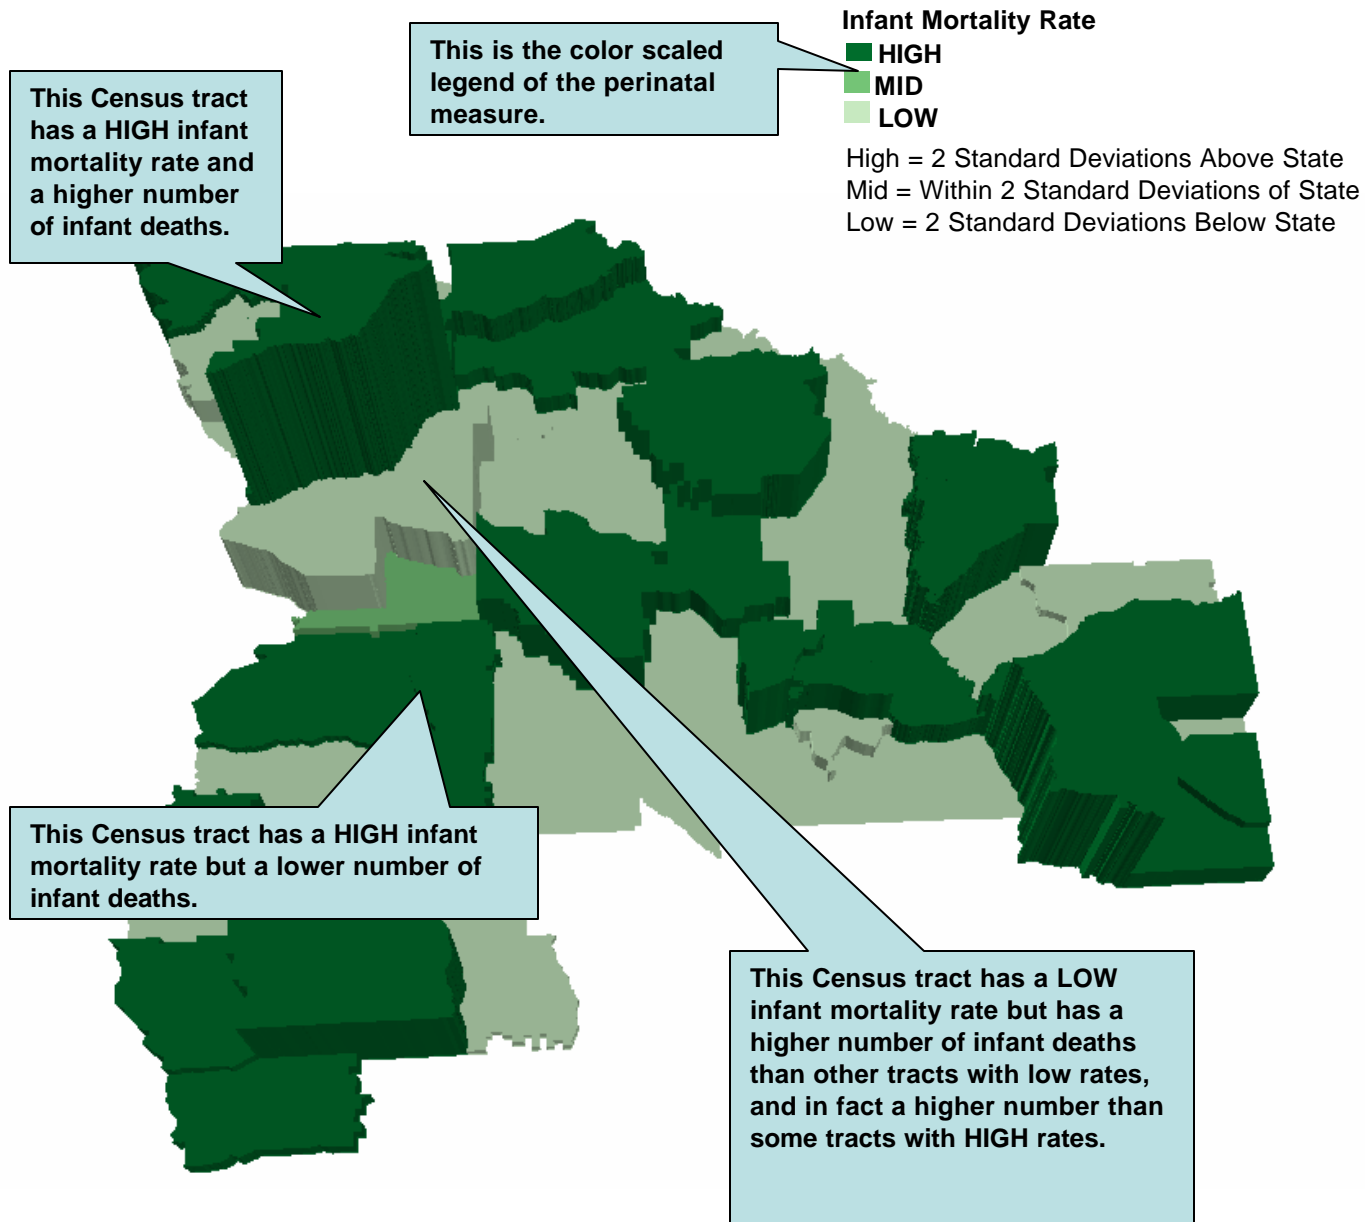 Infant Mortality Rate
HIGH
MID
LOW
High = 2 Standard Deviations Above State
Mid = Within 2 Standard Deviations of State
Low = 2 Standard Deviations Below State
This is the color scaled
legend of the perinatal
measure.
This Census tract
has a HIGH infant
mortality rate and
a higher number
of infant deaths.
This Census tract has a HIGH infant
mortality rate but a lower number of
infant deaths.
This Census tract has a LOW
infant mortality rate but has a
higher number of infant deaths
than other tracts with low rates,
and in fact a higher number than
some tracts with HIGH rates.